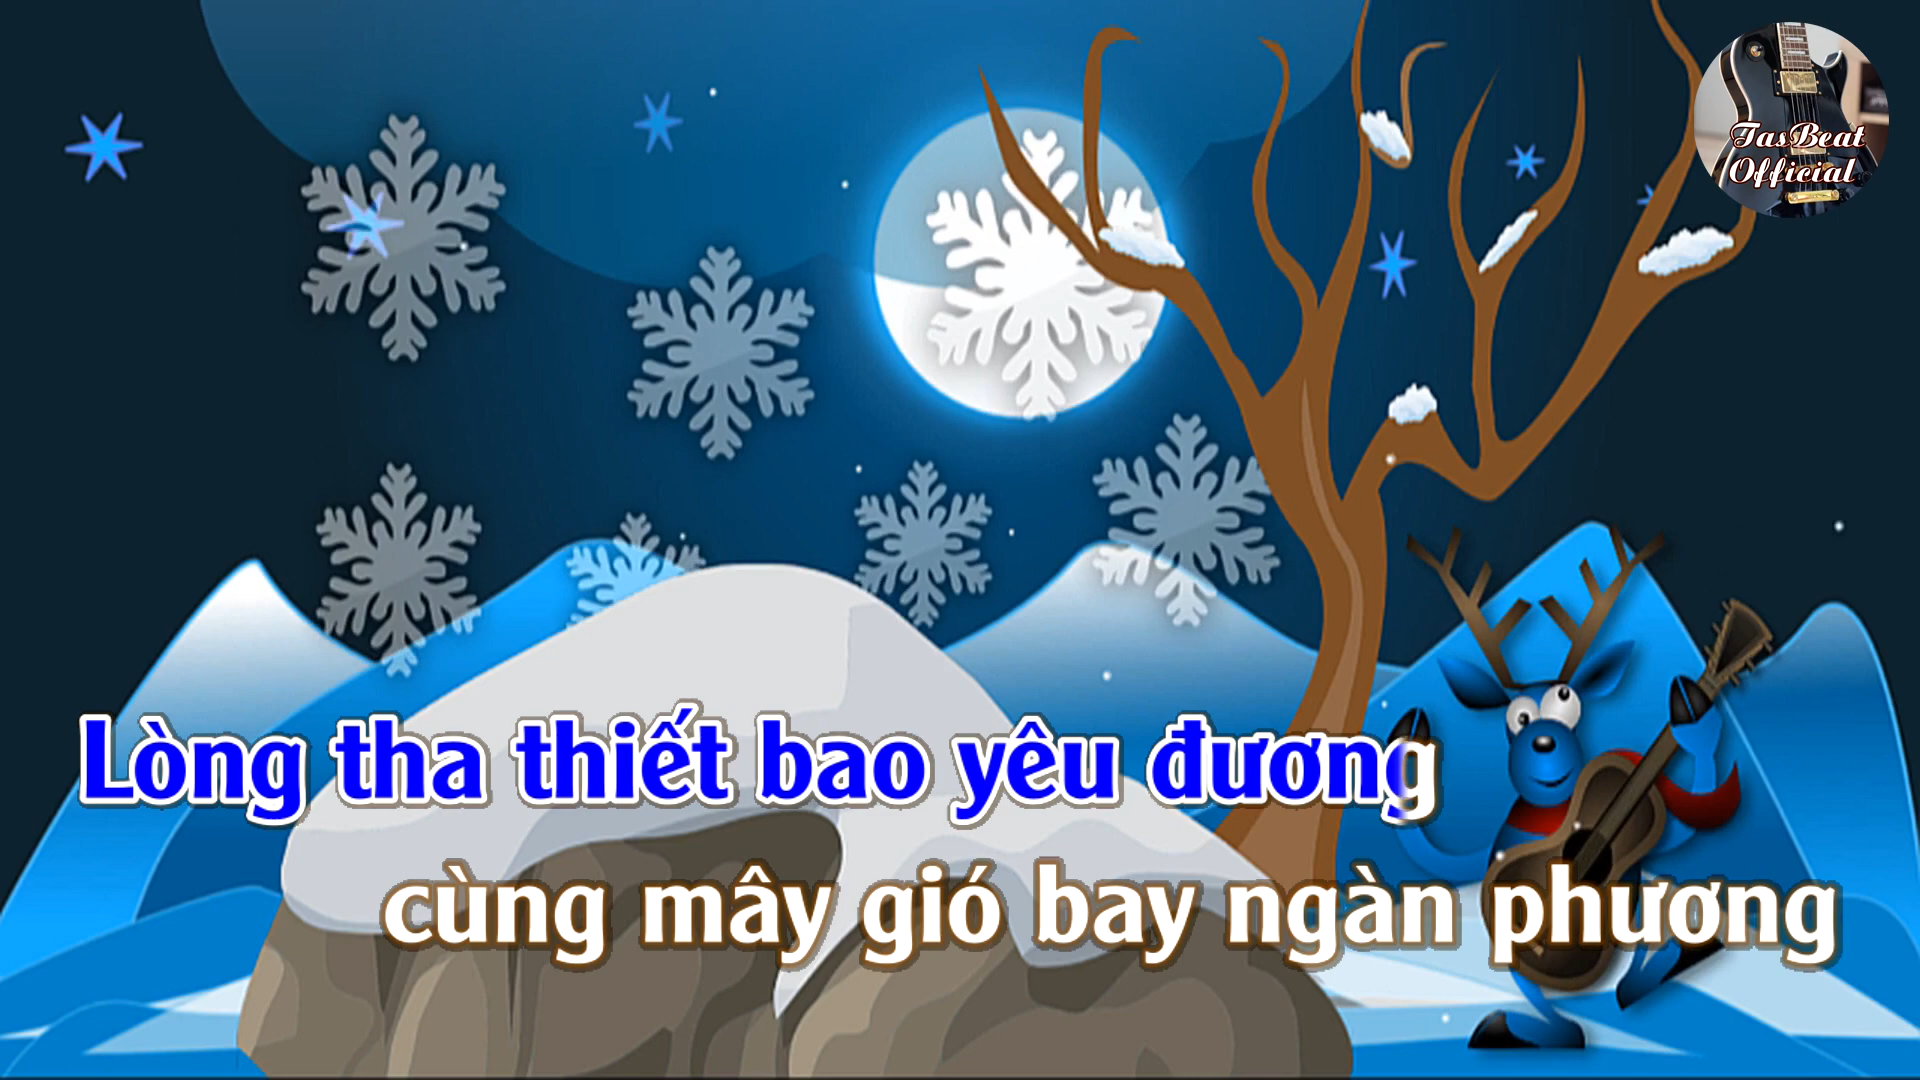 TasBeat
Official
Lòng tha thiết bao yêu đương
cùng mây gió bay ngàn phương